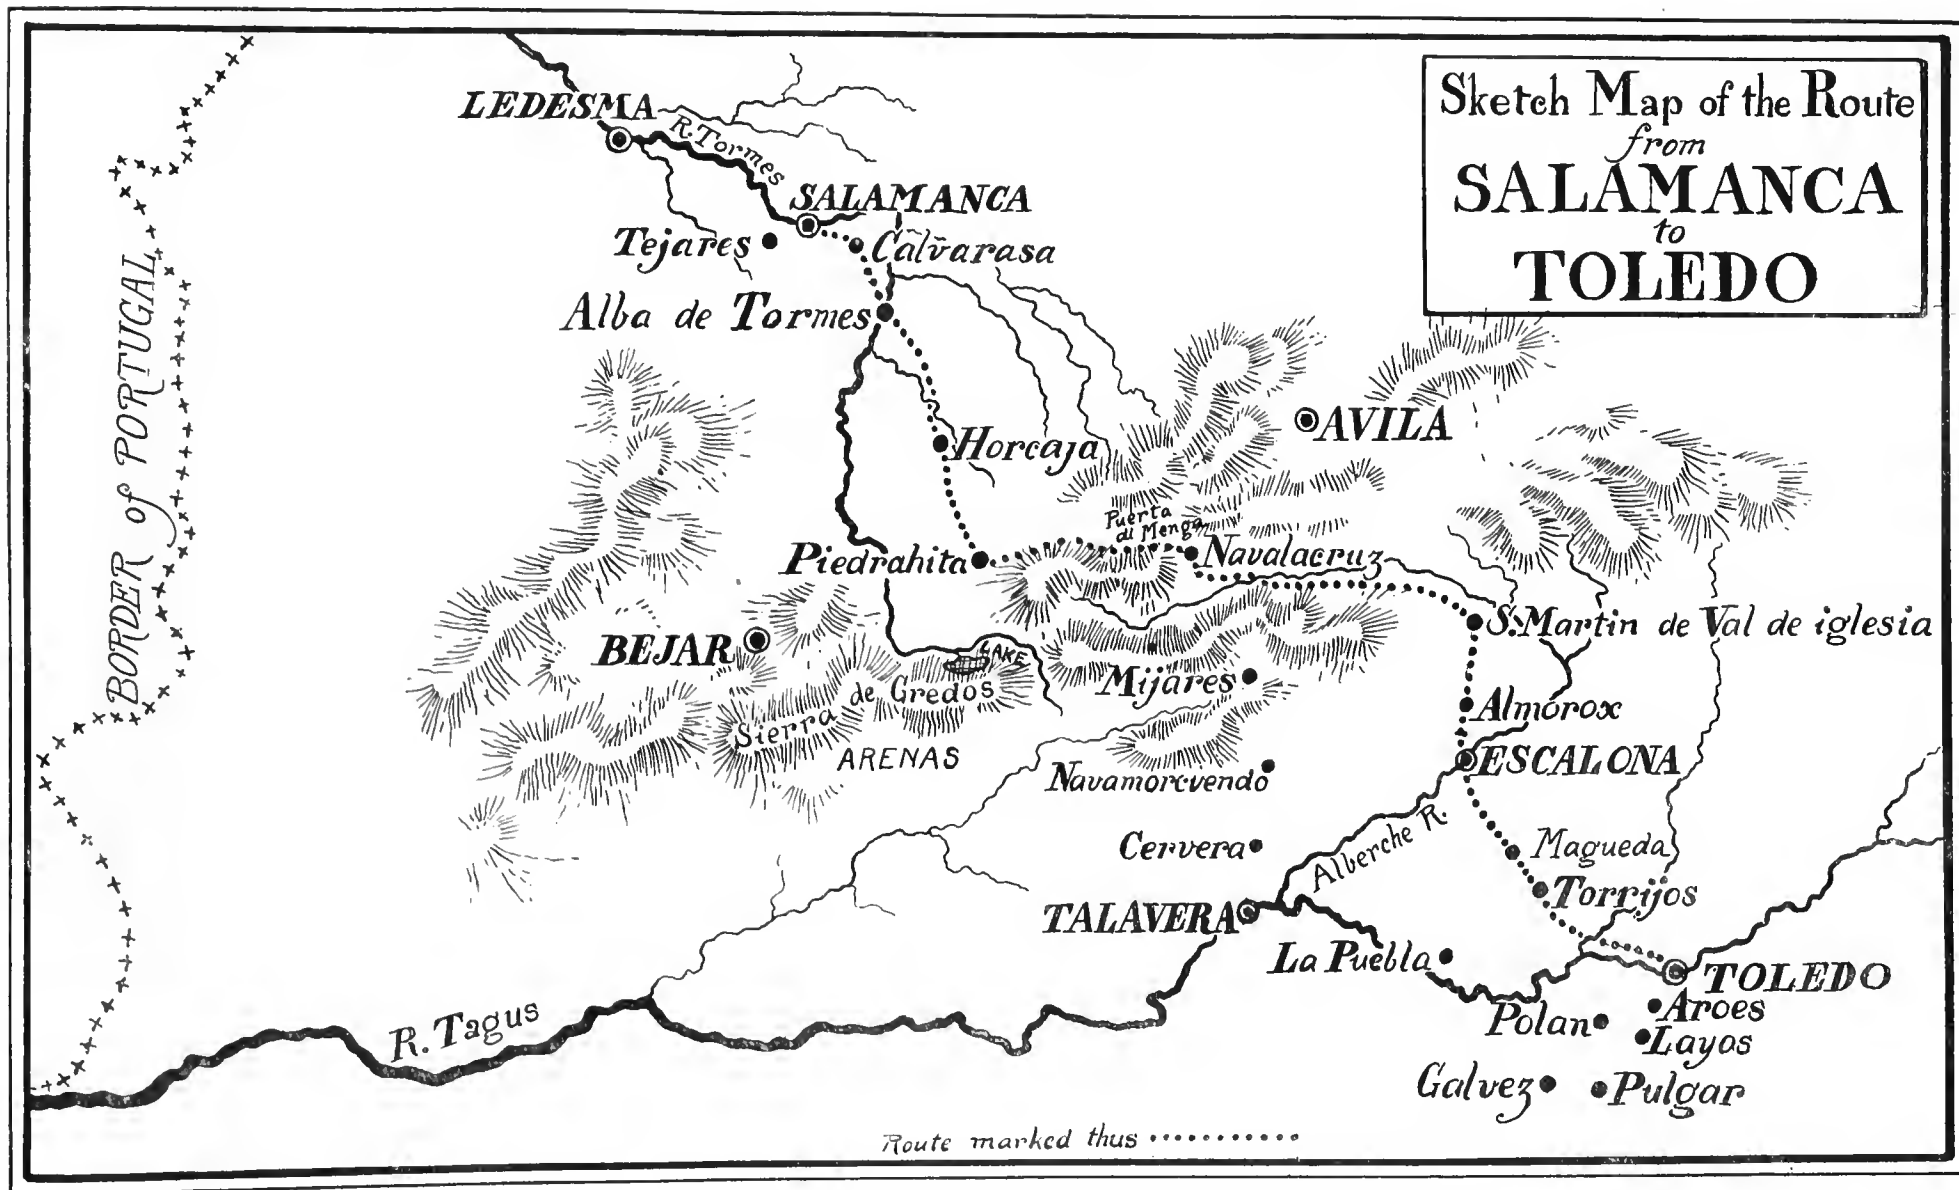 Sketch Map of the Route
from
SALAMANCA
to
TOLEDO
LEDESMA
R. Tormes
SALAMANCA
Tejares
Calvarasa
Alba de Tormes
BORDER of PORTUGAL
AVILA
Horcaja
Puerta
di Menga
Piedrahita
Navalacruz
S. Martin de Val de iglesia
BEJAR
LAKE
Sierra de Gredos
Mijares
ARENAS
Almorox
ESCALONA
Navamorcvendo
Cervera
Alberche R.
Magueda
Torrijos
TALAVERA
La Puebla
TOLEDO
R. Tagus
Polan
Aroes
Layos
Galvez
Pulgar
Route marked thus ............